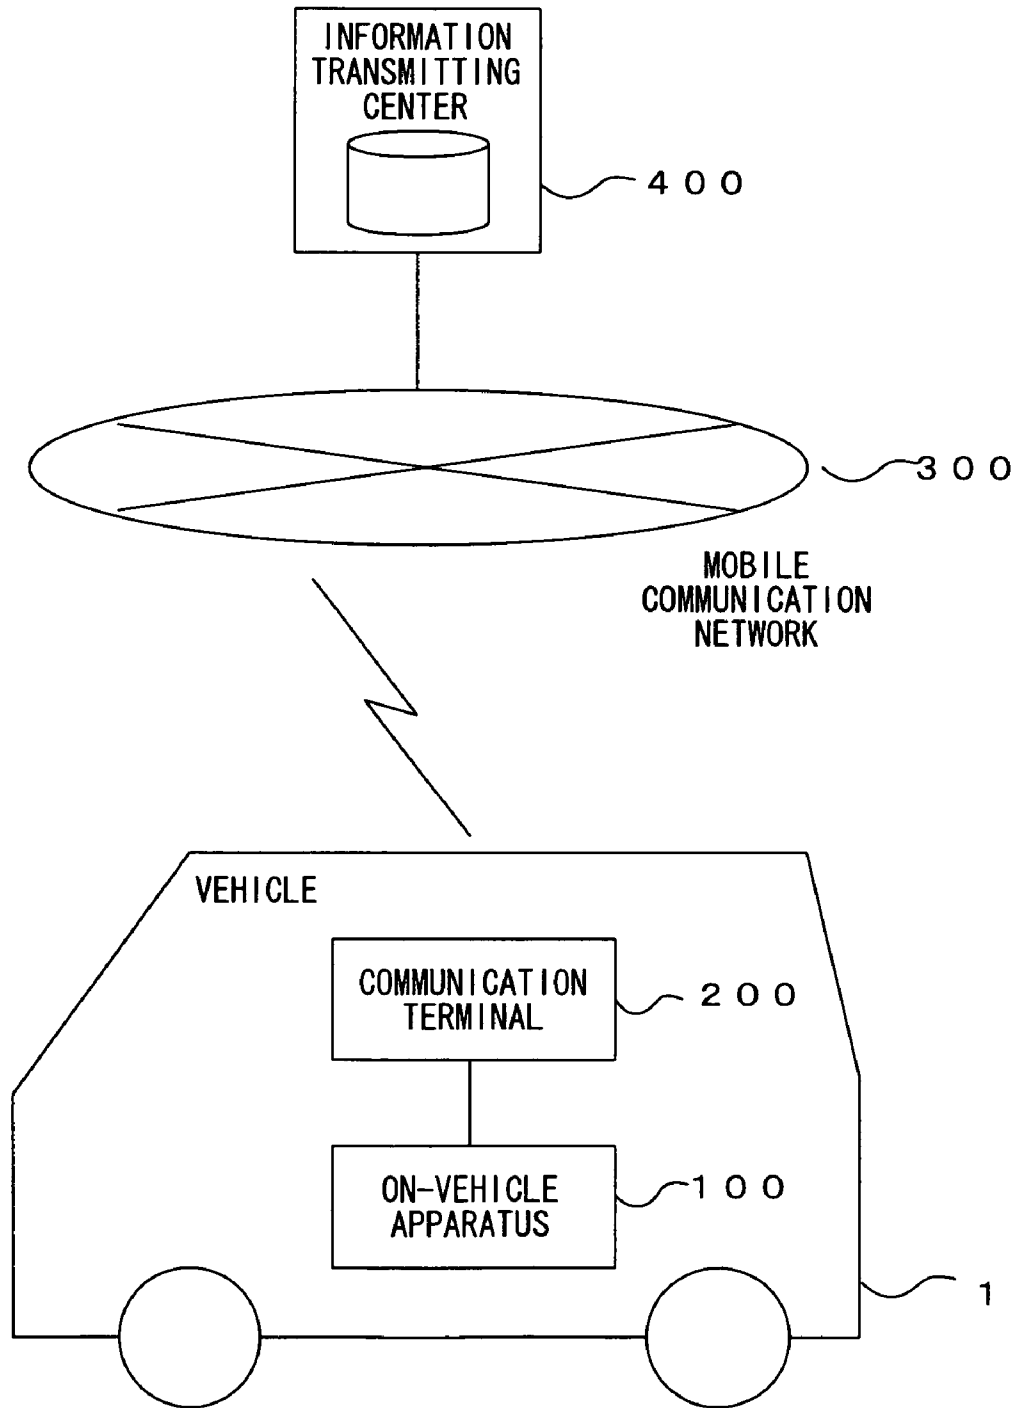 INFORMATION
TRANSMITTING
CENTER
400
300
MOBILE
COMMUNICATION
NETWORK
VEHICLE
COMMUNICATION
TERMINAL
200
ON-VEHICLE
APPARATUS
100
1